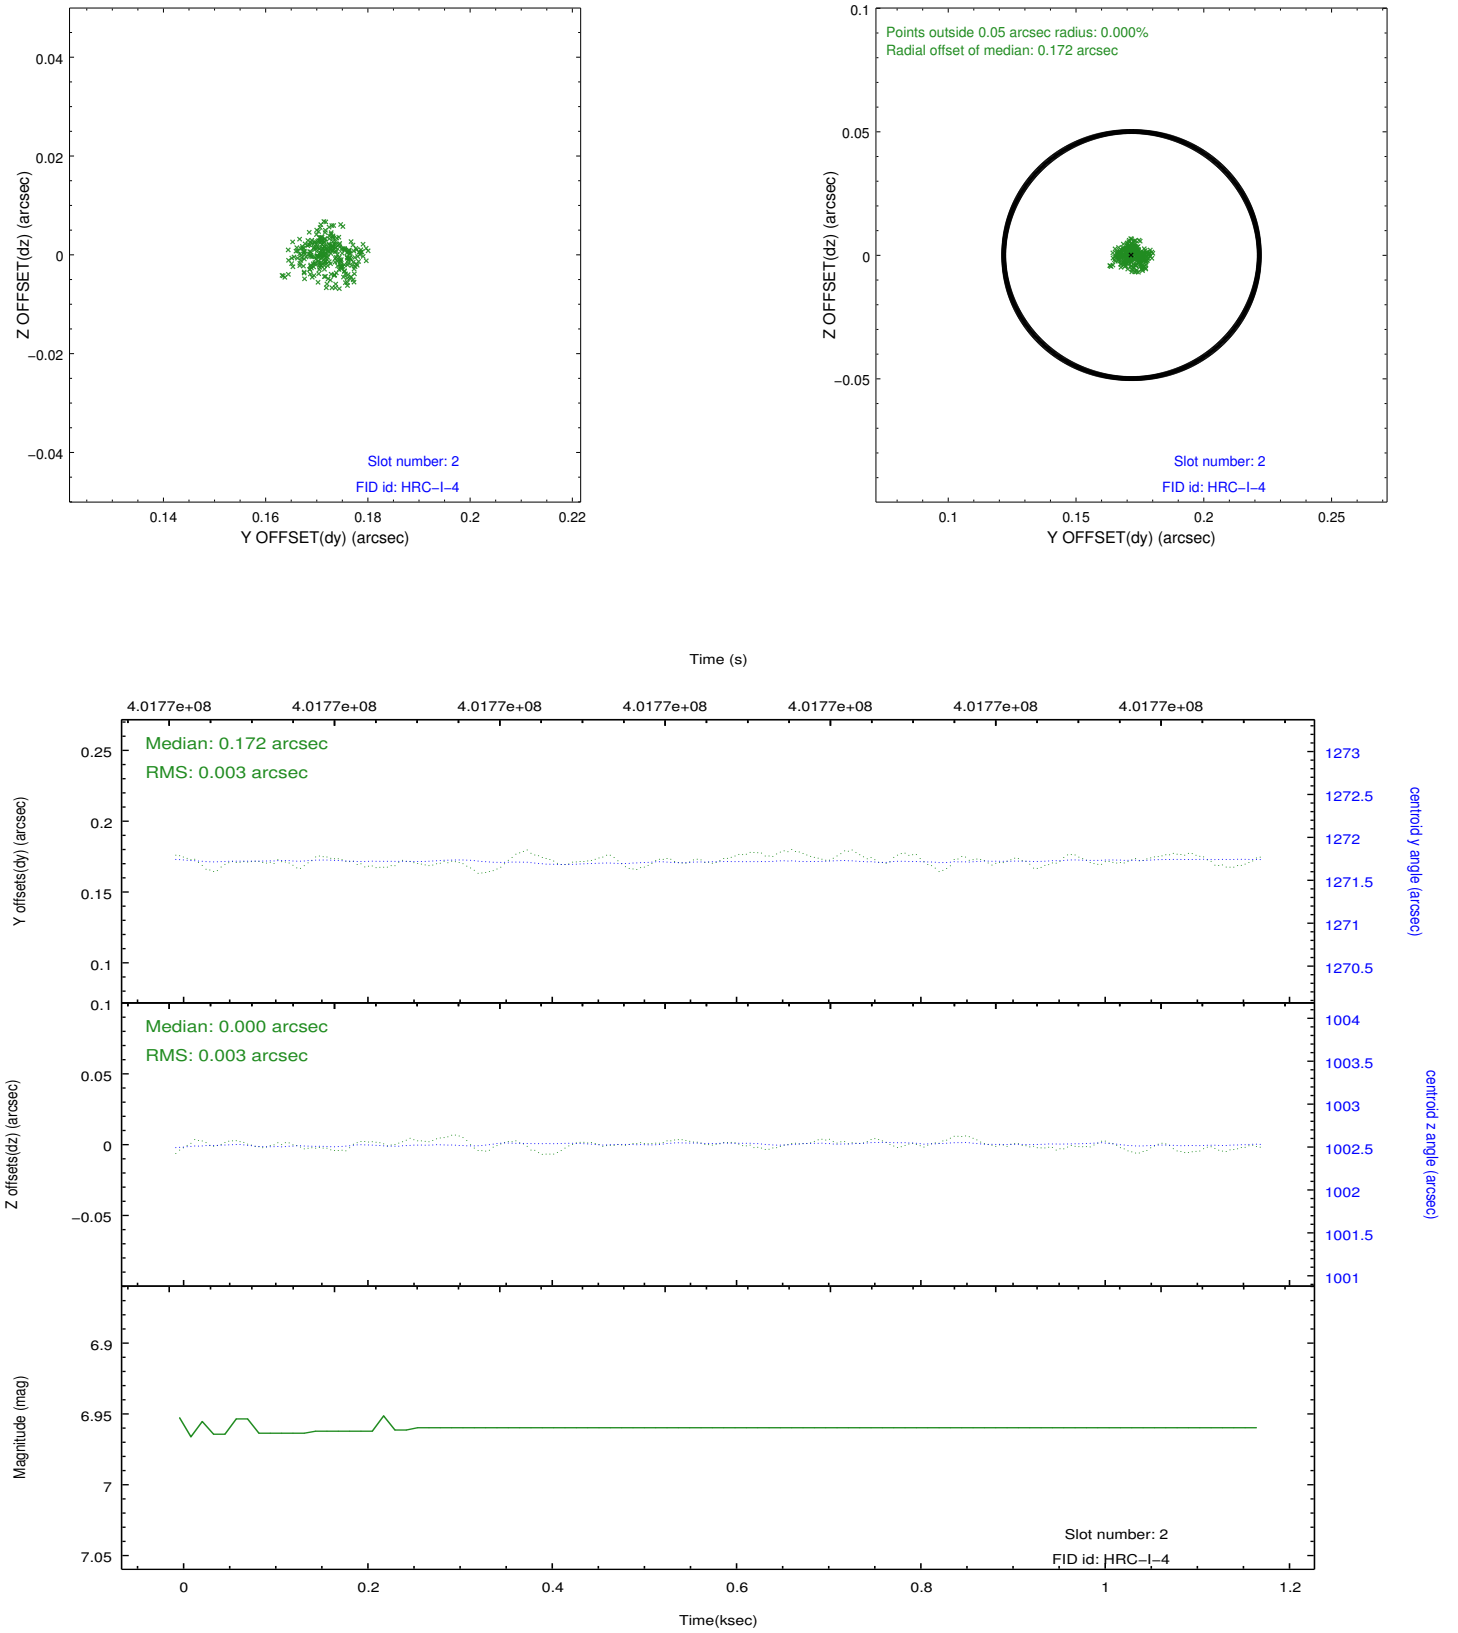 0.04
0.02
0
−0.02
−0.04
Z OFFSET(dz) (arcsec)
0.14
0.16
0.18
0.2
0.22
Y OFFSET(dy) (arcsec)
Slot number: 2
FID id: HRC−I−4
Points outside 0.05 arcsec radius: 0.000%
Radial offset of median: 0.172 arcsec
0.1
0.05
0
−0.05
Z OFFSET(dz) (arcsec)
0.1
0.15
0.2
0.25
Y OFFSET(dy) (arcsec)
Slot number: 2
FID id: HRC−I−4
Time (s)
4.0177e+08
4.0177e+08
4.0177e+08
4.0177e+08
4.0177e+08
4.0177e+08
4.0177e+08
Median: 0.172 arcsec
RMS: 0.003 arcsec
0.25
0.2
0.15
0.1
Y offsets(dy) (arcsec)
1273
1272.5
1272
1271.5
1271
1270.5
centroid y angle (arcsec)
Median: 0.000 arcsec
RMS: 0.003 arcsec
0.1
0.05
0
−0.05
Z offsets(dz) (arcsec)
1004
1003.5
1003
1002.5
1002
1001.5
1001
centroid z angle (arcsec)
6.9
6.95
7
7.05
Magnitude (mag)
Slot number: 2
FID id: HRC−I−4
0
0.2
0.4
0.6
0.8
1
1.2
Time(ksec)